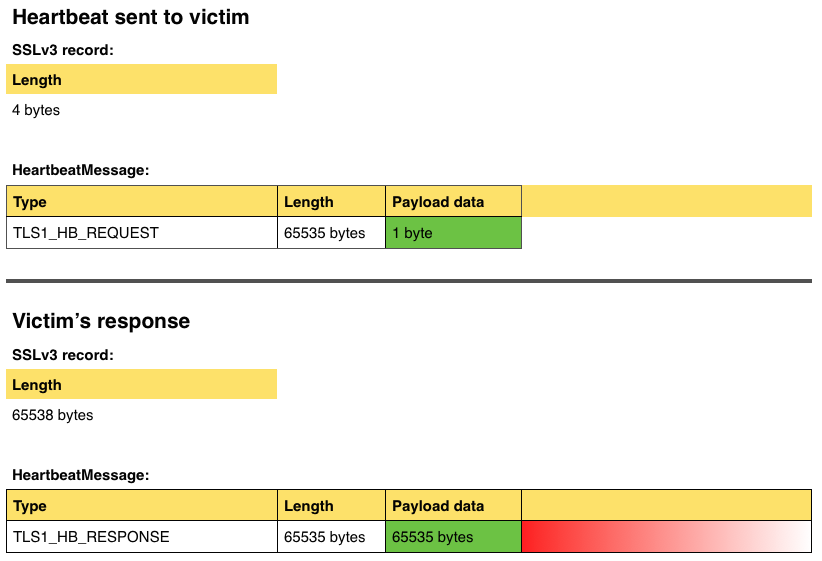 Heartbeat sent to victim
SSLv3 record:
Length
4 bytes
HeartbeatMessage:
Type Length Payload data
TLS1_HB_REQUEST 65535 bytes 1 byte
Victim’s response
SSLv3 record:
Length
65538 bytes
HeartbeatMessage:
Type Length Payload data
TLS1_HB_RESPONSE 65535 bytes 65535 bytes